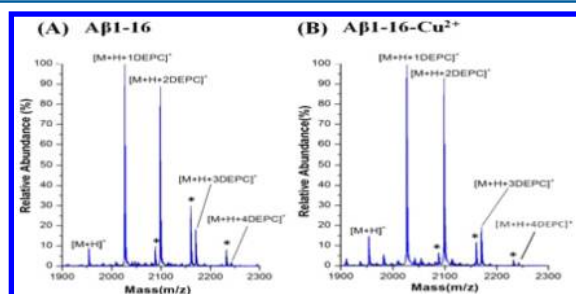 (A) Aβ1-16
[M+H+1DEPC]⁺
[M+H+2DEPC]⁺
[M+H+3DEPC]⁺
[M+H+4DEPC]⁺
[M+H]⁺
*
*
*
Relative Abundance (%)
100
90
80
70
60
50
40
30
20
10
0
1900
2000
2100
2200
2300
Mass(m/z)
(B) Aβ1-16-Cu²⁺
[M+H+1DEPC]⁺
[M+H+2DEPC]⁺
[M+H+3DEPC]⁺
[M+H+4DEPC]⁺
[M+H]⁺
*
*
*
Relative Abundance(%)
100
90
80
70
60
50
40
30
20
10
0
1900
2000
2100
2200
2300
Mass(m/z)